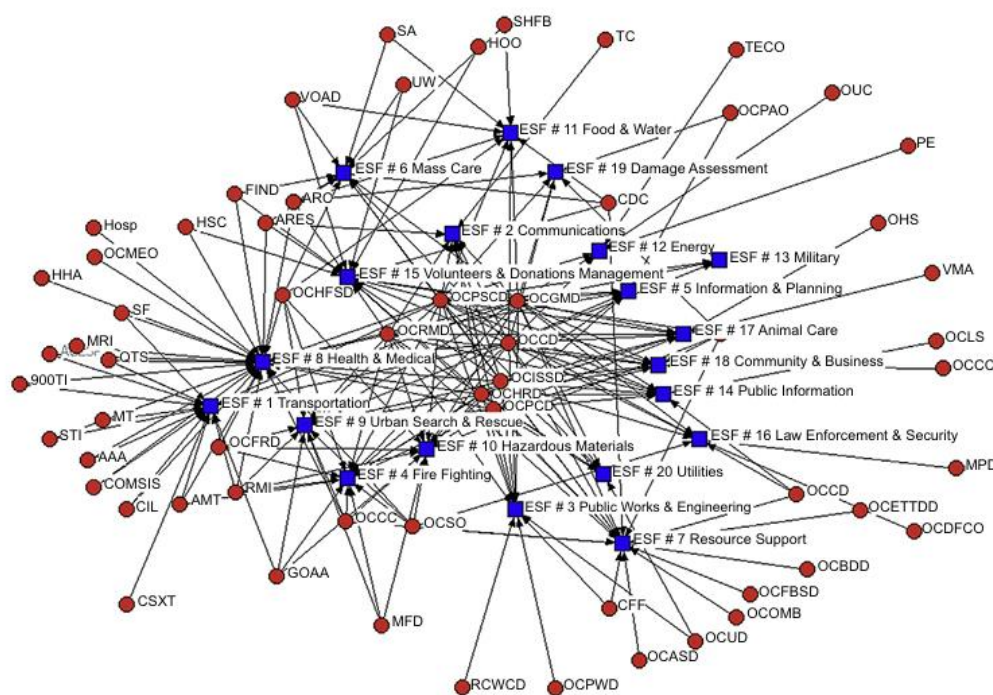 SHFB
SA
HOO
TC
TECO
UW
OUC
VOAD
OCPAO
ESF # 11 Food & Water
PE
ESF # 6 Mass Care
ESF # 19 Damage Assessment
FIND
ARC
CDC
HSC
ARES
OHS
Hosp
ESF # 2 Communications
OCMEO
ESF # 12 Energy
ESF # 13 Military
HHA
ESF # 15 Volunteers & Donations Management
VMA
OCHFSD
OCPSCD
OCGMD
ESF # 5 Information & Planning
SF
OCRMD
ESF # 17 Animal Care
OCCD
OCLS
MRI
QTS
ESF # 8 Health & Medical
ESF # 18 Community & Business
OCCC
900TI
OCISSD
OCHRD
ESF # 14 Public Information
ESF # 1 Transportation
OCPCD
MT
ESF # 9 Urban Search & Rescue
STI
ESF # 16 Law Enforcement & Security
OCFRD
ESF # 10 Hazardous Materials
AAA
MPD
ESF # 4 Fire Fighting
ESF # 20 Utilities
COMSIS
RMI
OCCD
CIL
AMT
ESF # 3 Public Works & Engineering
OCETTDD
OCCC
OCSO
OCDFCO
ESF # 7 Resource Support
OCBDD
GOAA
OCFBSD
CSXT
CFF
OCOMB
MFD
OCUD
OCASD
RCWCD
OCPWD